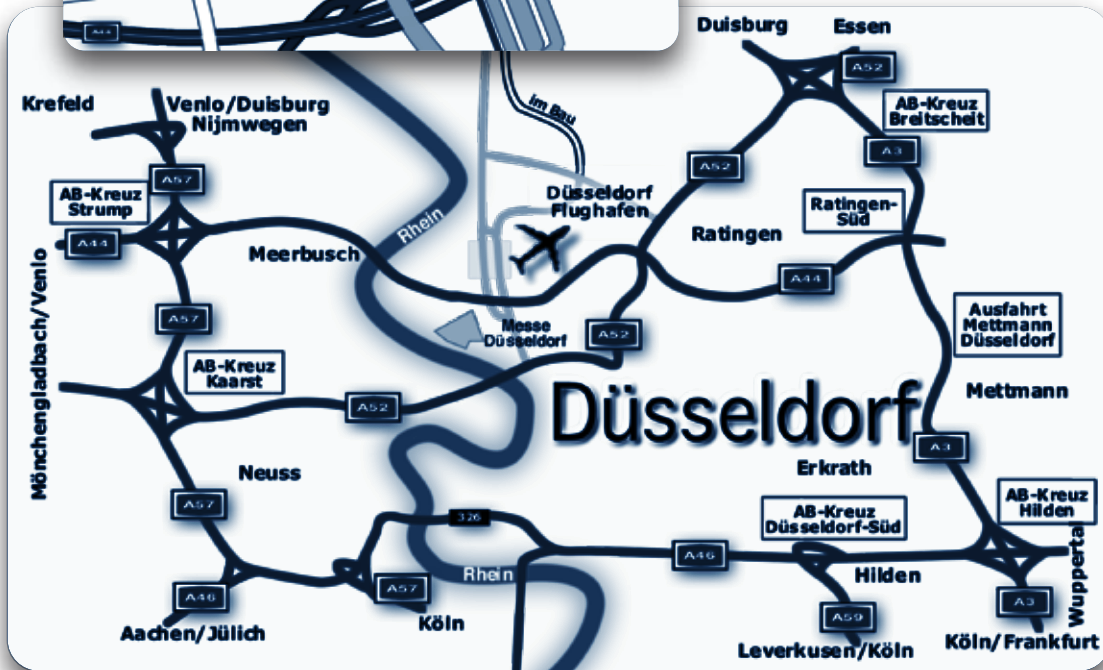 A44
Duisburg
Essen
A52
Krefeld
Venlo/Duisburg
Nijmwegen
im Bau
AB-Kreuz
Breitscheit
A3
A57
A52
AB-Kreuz
Strump
Düsseldorf
Flughafen
Ratingen-
Süd
Rhein
A44
Meerbusch
Ratingen
A44
Mönchengladbach/Venlo
A57
Messe
Düsseldorf
A52
Ausfahrt
Mettmann
Düsseldorf
AB-Kreuz
Kaarst
Mettmann
A52
Düsseldorf
A3
Neuss
Erkrath
A57
326
AB-Kreuz
Düsseldorf-Süd
AB-Kreuz
Hilden
Wuppertal
A46
Rhein
Hilden
A57
A46
A59
A3
Aachen/Jülich
Köln
Leverkusen/Köln
Köln/Frankfurt